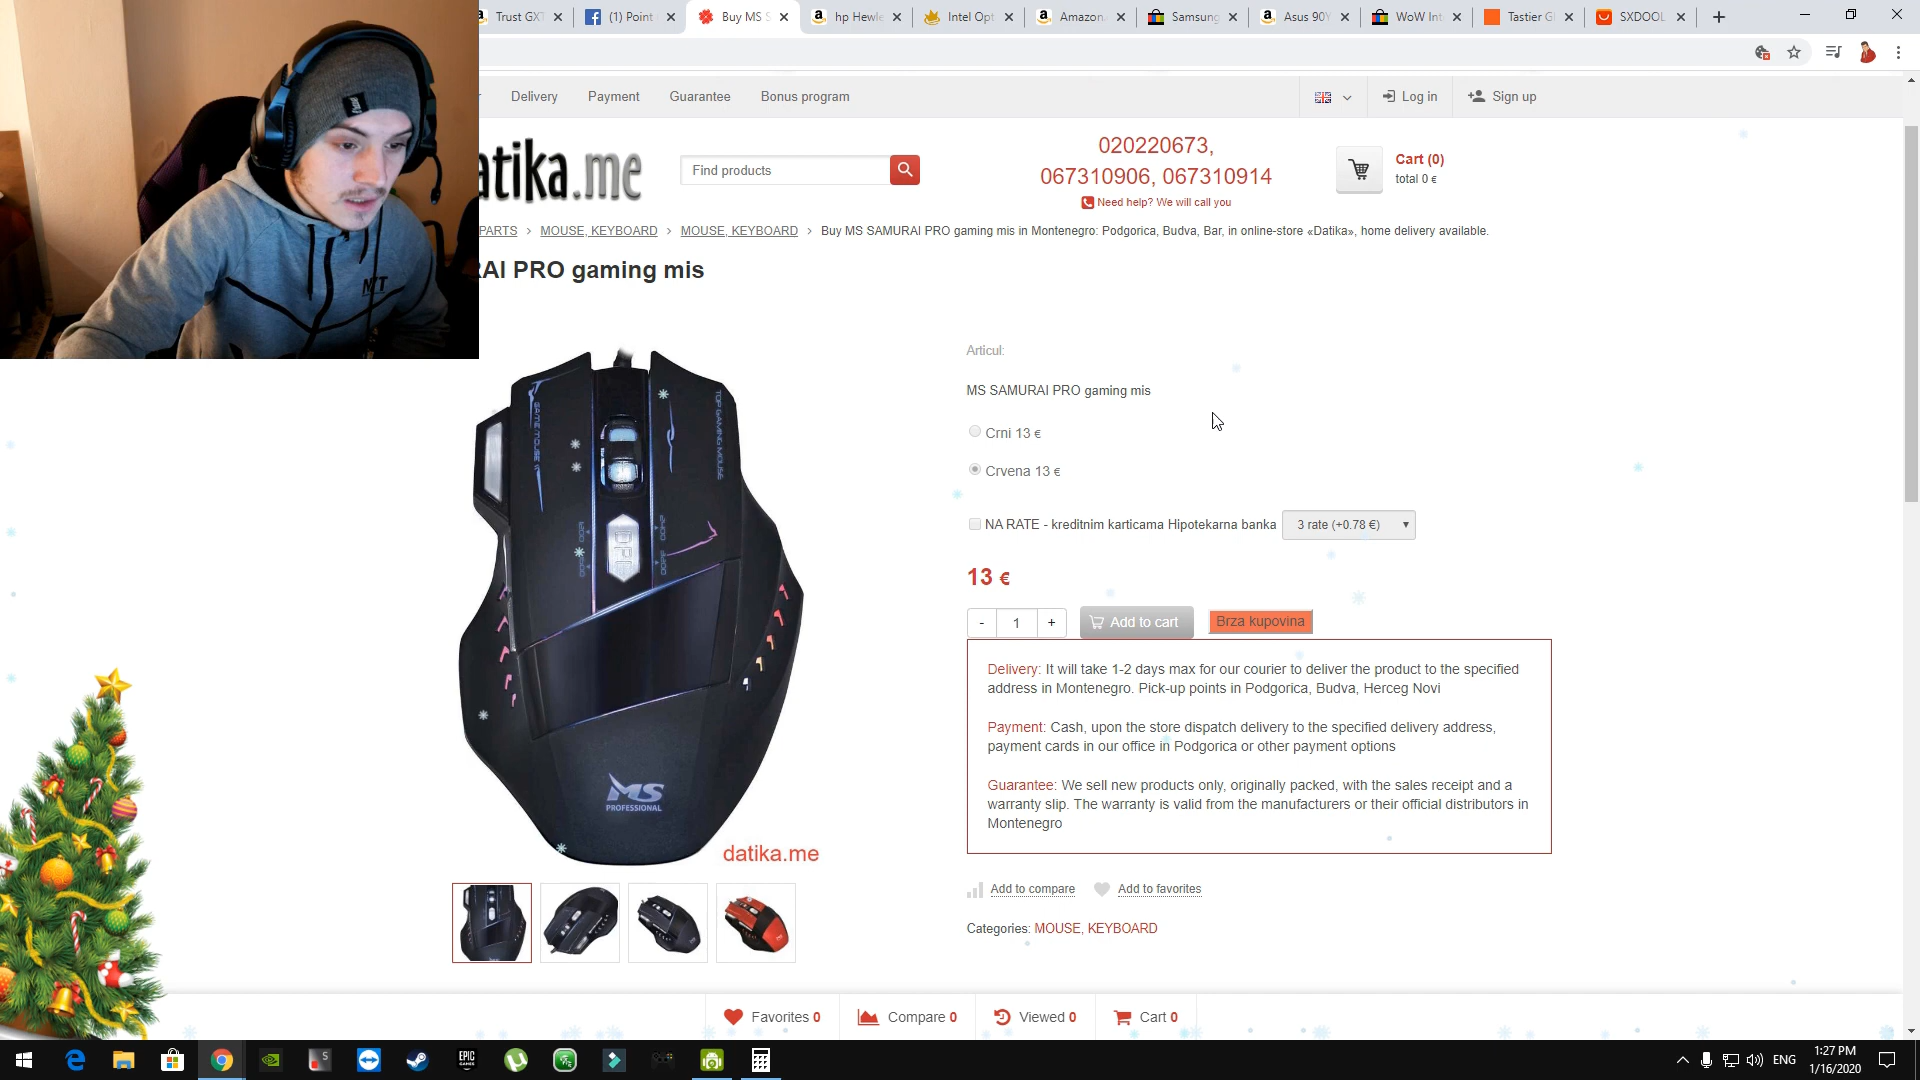 Trust GX
(1) Point
Buy MS S
hp Hewle
Intel Opt
Amazon.
Samsung
Asus 90Y
WoW Int
Tastier Gl
SXDOOL
Delivery Payment Guarantee Bonus program
Log in Sign up
atika.me
Find products
020220673,
067310906, 067310914
Need help? We will call you
Cart (0)
total 0 €
PARTS > MOUSE, KEYBOARD > MOUSE, KEYBOARD > Buy MS SAMURAI PRO gaming mis in Montenegro: Podgorica, Budva, Bar, in online-store «Datika», home delivery available.
RAI PRO gaming mis
Articul:
MS SAMURAI PRO gaming mis
Crni 13 €
Crvena 13 €
NA RATE - kreditnim karticama Hipotekarna banka 3 rate (+0.78 €)
13 €
- 1 + Add to cart Brza kupovina
Delivery: It will take 1-2 days max for our courier to deliver the product to the specified
address in Montenegro. Pick-up points in Podgorica, Budva, Herceg Novi
Payment: Cash, upon the store dispatch delivery to the specified delivery address,
payment cards in our office in Podgorica or other payment options
Guarantee: We sell new products only, originally packed, with the sales receipt and a
warranty slip. The warranty is valid from the manufacturers or their official distributors in
Montenegro
TOP GAMING MOUSE
DPI
MS
PROFESSIONAL
datika.me
Add to compare Add to favorites
Categories: MOUSE, KEYBOARD
Favorites 0 Compare 0 Viewed 0 Cart 0
EPIC
GAMES
ENG
1:27 PM
1/16/2020